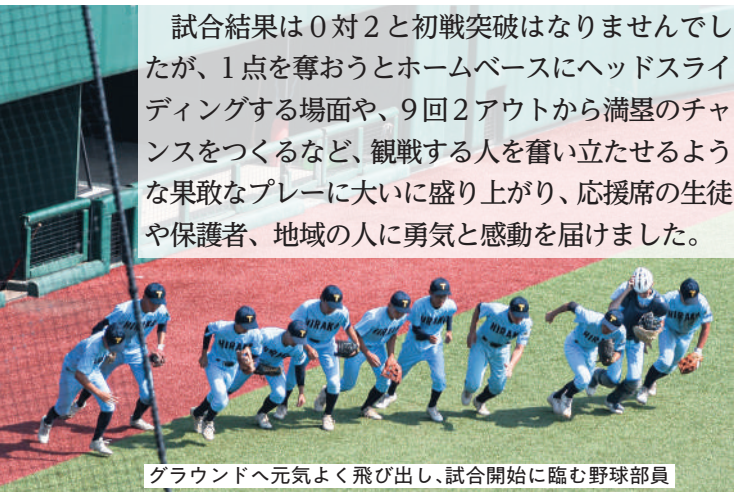 試合結果は０対２と初戦突破はなりませんでし
たが、１点を奪おうとホームベースにヘッドスライ
ディングする場面や、９回２アウトから満塁のチャ
ンスをつくるなど、観戦する人を奮い立たせるよう
な果敢なプレーに大いに盛り上がり、応援席の生徒
や保護者、地域の人に勇気と感動を届けました。
グラウンドへ元気よく飛び出し、試合開始に臨む野球部員